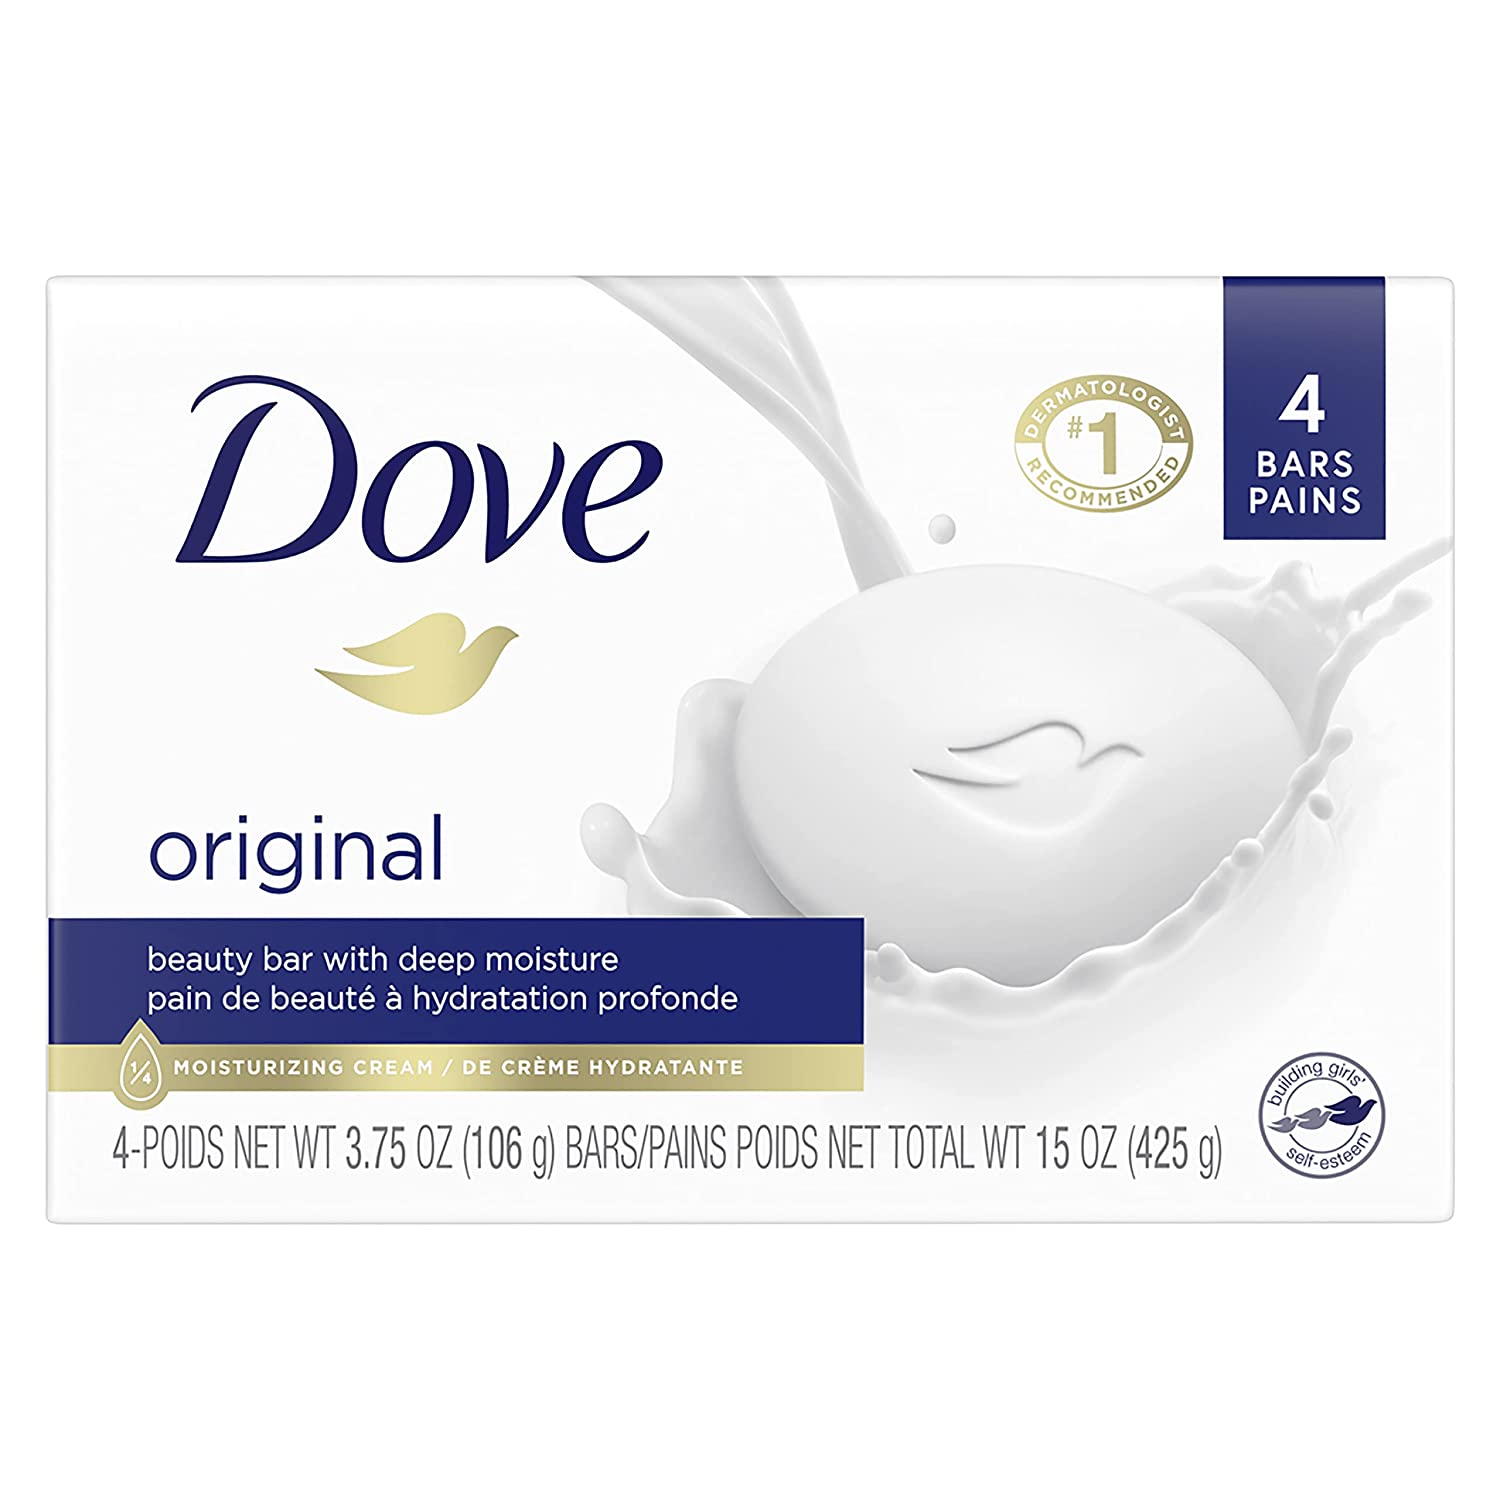 Dove
DERMATOLOGIST
#1
RECOMMENDED
4
BARS
PAINS
original
beauty bar with deep moisture
pain de beauté à hydratation profonde
1/4 MOISTURIZING CREAM / DE CRÈME HYDRATANTE
4-POIDS NET WT 3.75 OZ (106 g) BARS/PAINS POIDS NET TOTAL WT 15 OZ (425 g)
building girls'
self-esteem